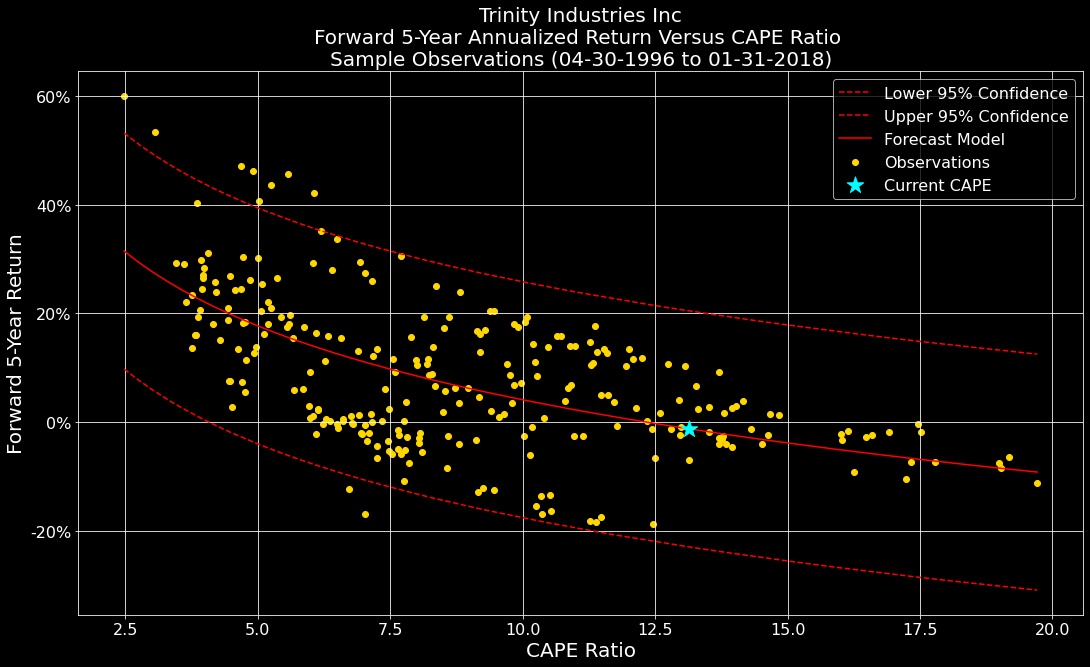 Trinity Industries Inc
Forward 5-Year Annualized Return Versus CAPE Ratio
Sample Observations (04-30-1996 to 01-31-2018)
Lower 95% Confidence
Upper 95% Confidence
Forecast Model
Observations
Current CAPE
Forward 5-Year Return
60%
40%
20%
0%
-20%
2.5 5.0 7.5 10.0 12.5 15.0 17.5 20.0
CAPE Ratio